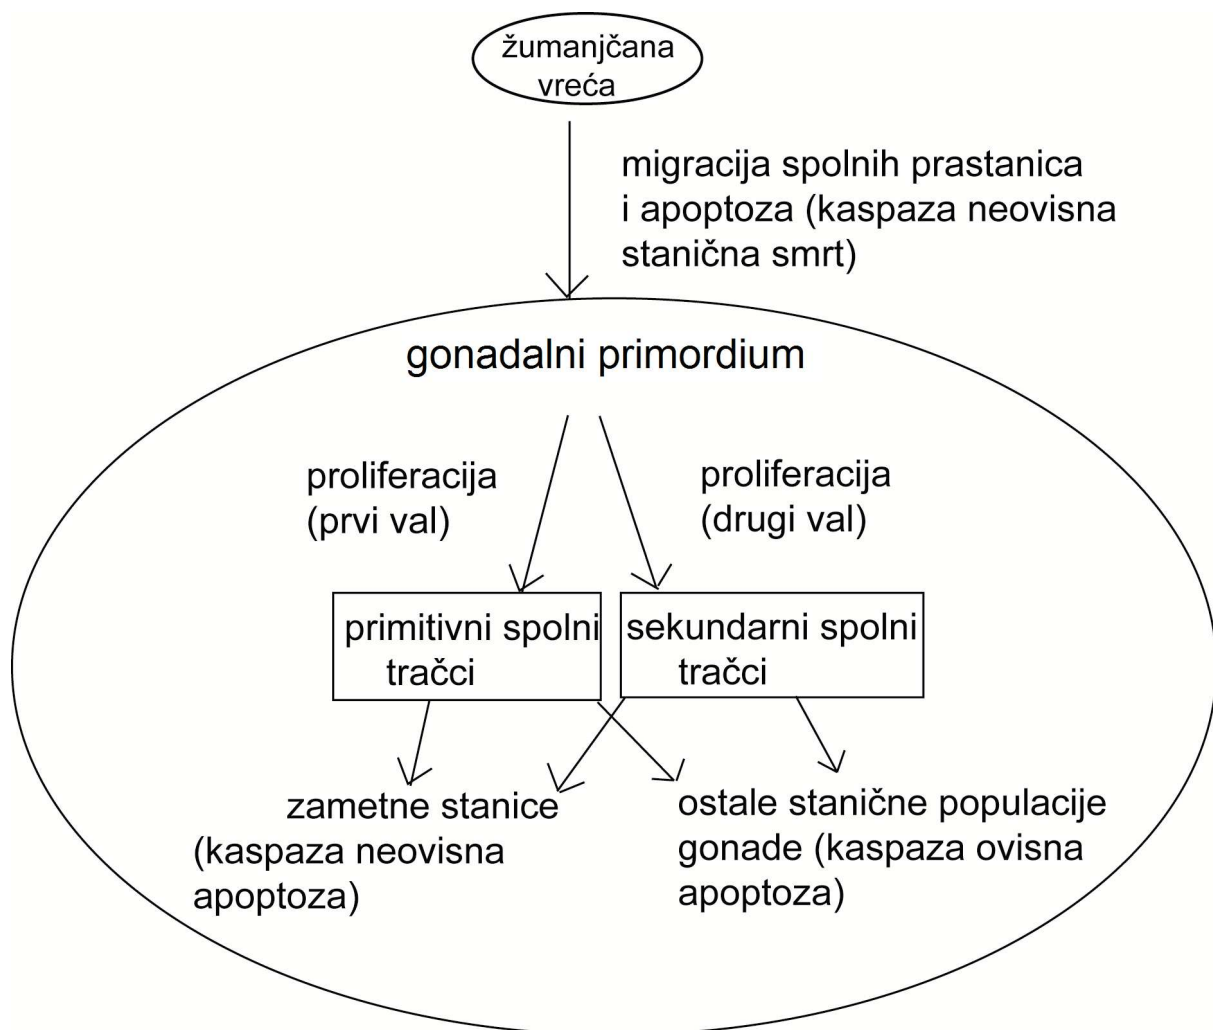 žumanjčana
vreća
migracija spolnih prastanica
i apoptoza (kaspaza neovisna
stanična smrt)
gonadalni primordium
proliferacija
(prvi val)
proliferacija
(drugi val)
primitivni spolni
tračci
sekundarni spolni
tračci
zametne stanice
(kaspaza neovisna
apoptoza)
ostale stanične populacije
gonade (kaspaza ovisna
apoptoza)